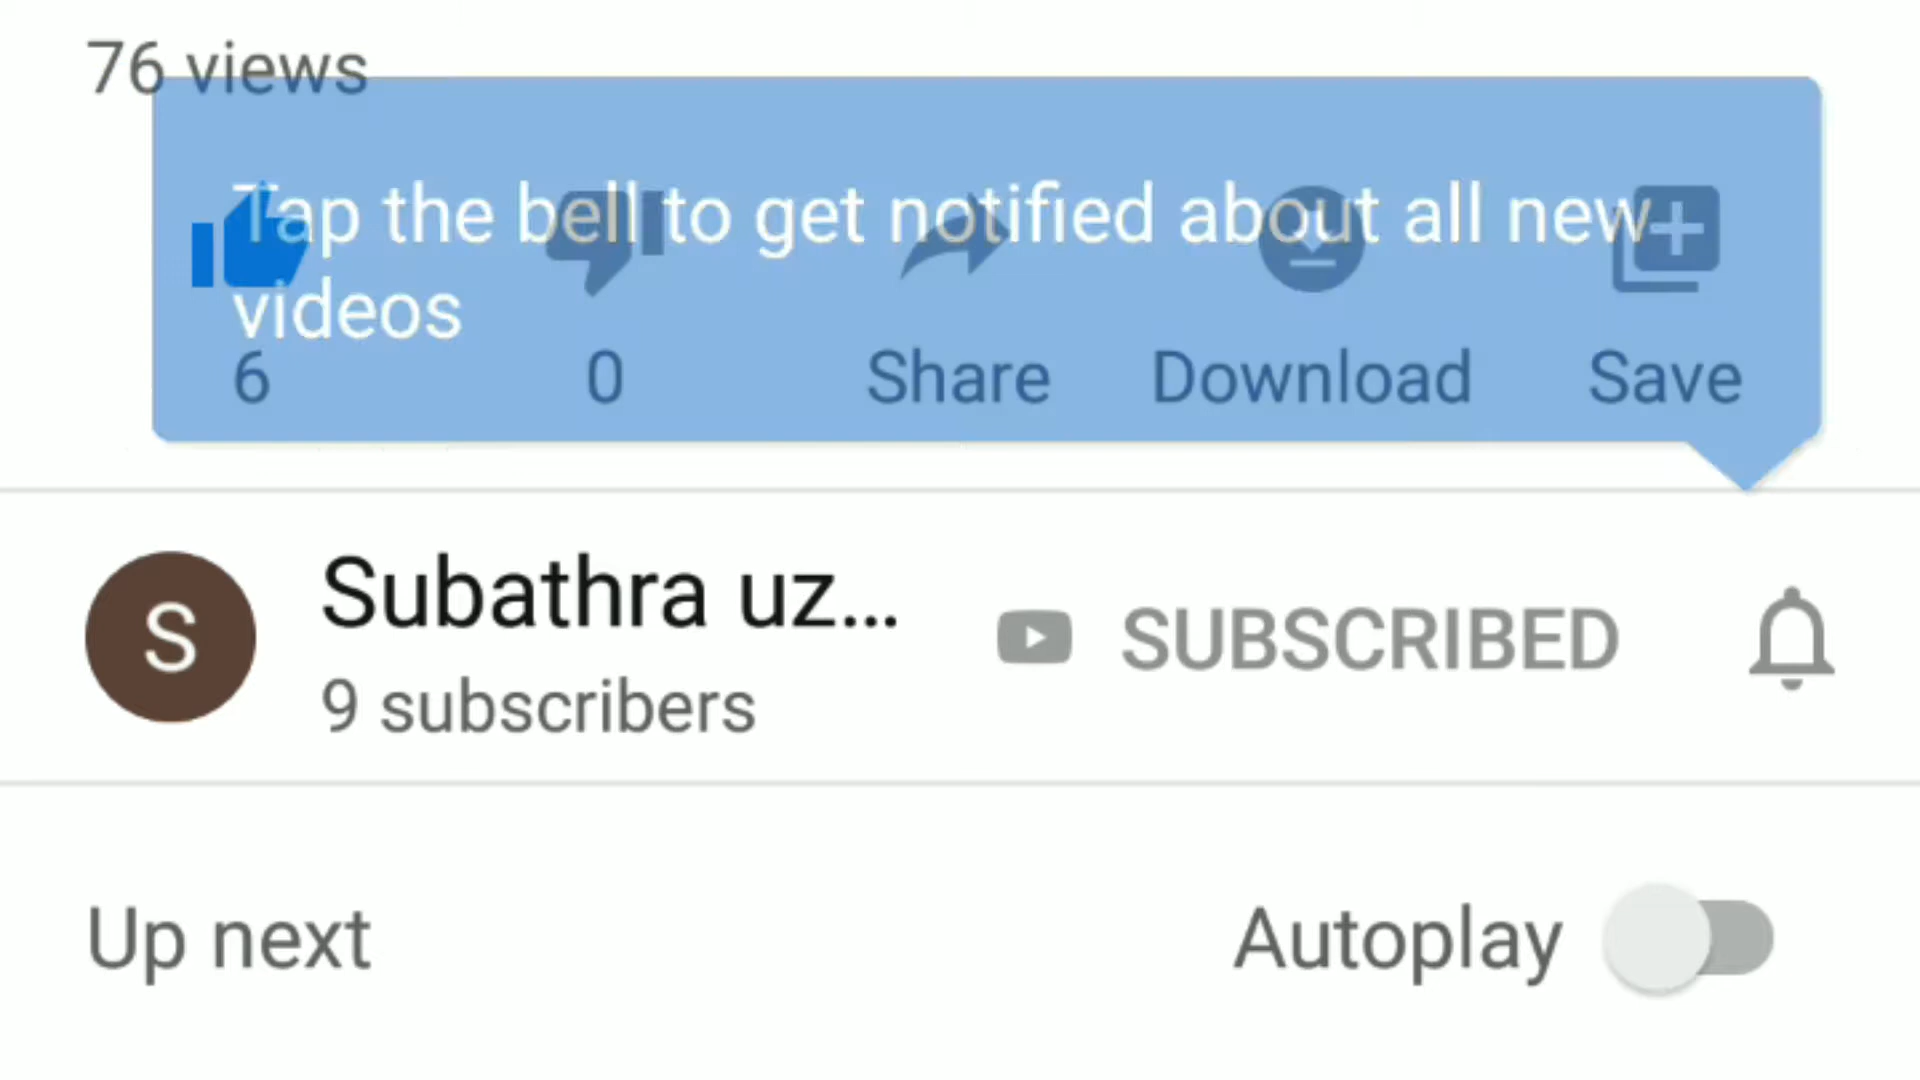 76 views
Tap the bell to get notified about all new
videos
6 0 Share Download Save
S
Subathra uz...
9 subscribers
SUBSCRIBED
Up next Autoplay